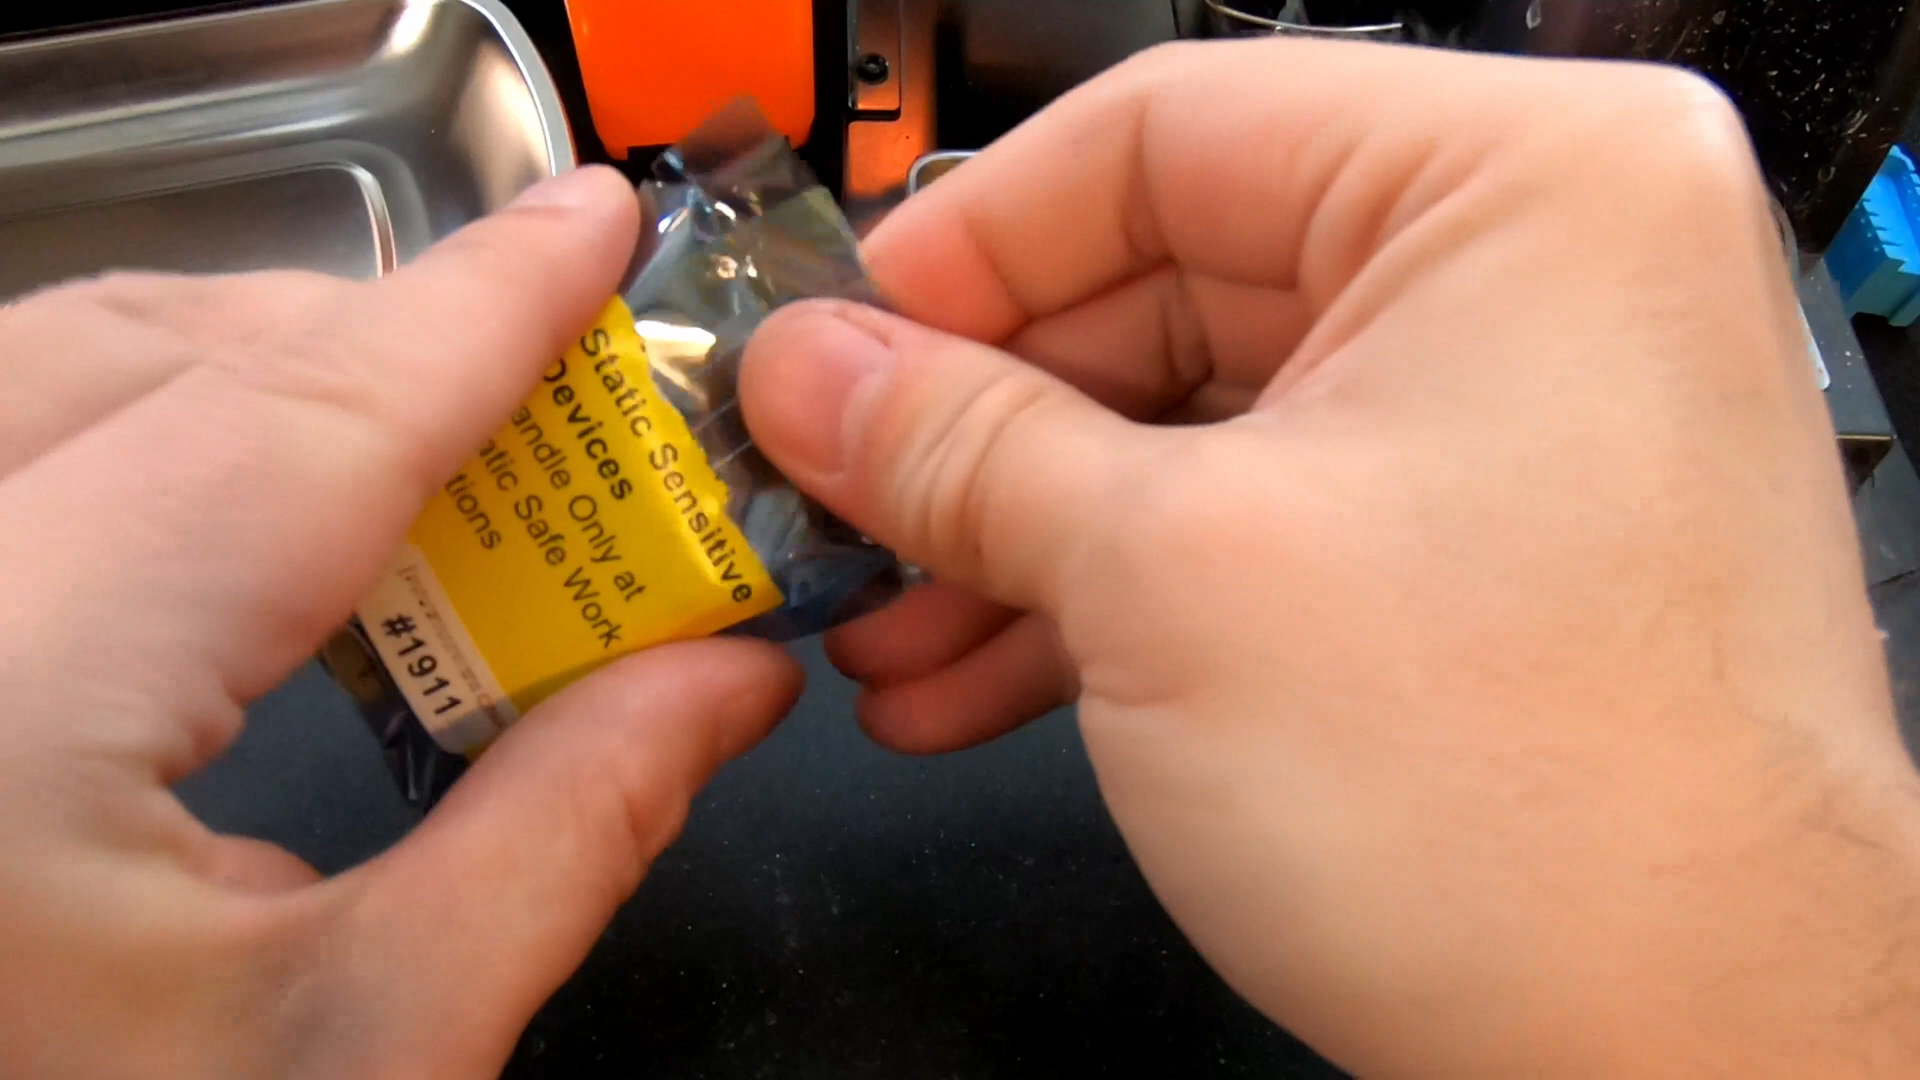 Static Sensitive
Devices
andle Only at
atic Safe Work
tions
#1911